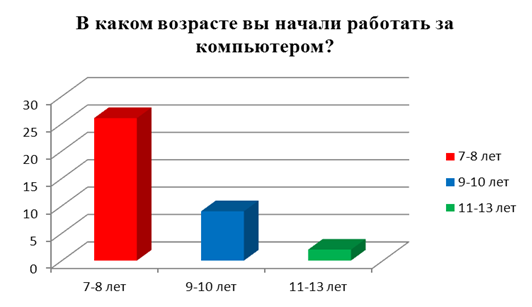 В каком возрасте вы начали работать за
компьютером?
30
25
20
15
10
5
0
7-8 лет
9-10 лет
11-13 лет
7-8 лет
9-10 лет
11-13 лет